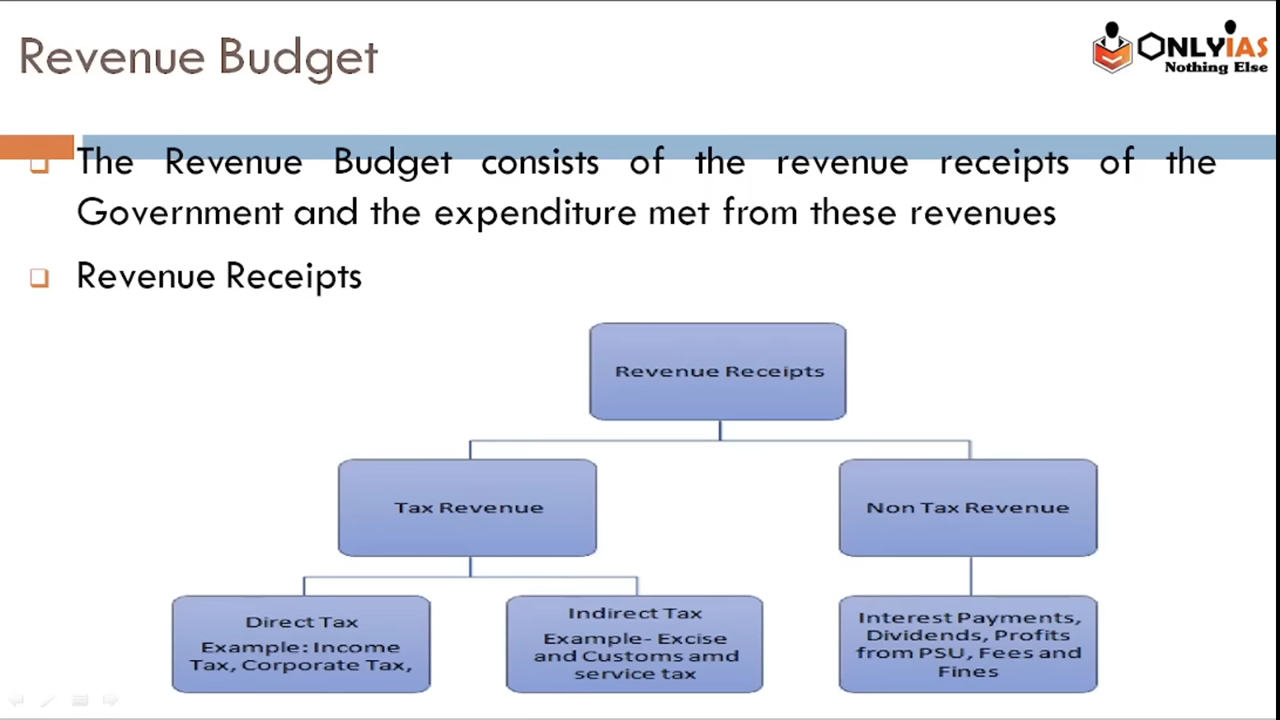 Revenue Budget
ONLYIAS
Nothing Else
The Revenue Budget consists of the revenue receipts of the
Government and the expenditure met from these revenues
Revenue Receipts
Revenue Receipts
Tax Revenue
Non Tax Revenue
Direct Tax
Example: Income
Tax, Corporate Tax,
Indirect Tax
Example- Excise
and Customs amd
service tax
Interest Payments,
Dividends, Profits
from PSU, Fees and
Fines